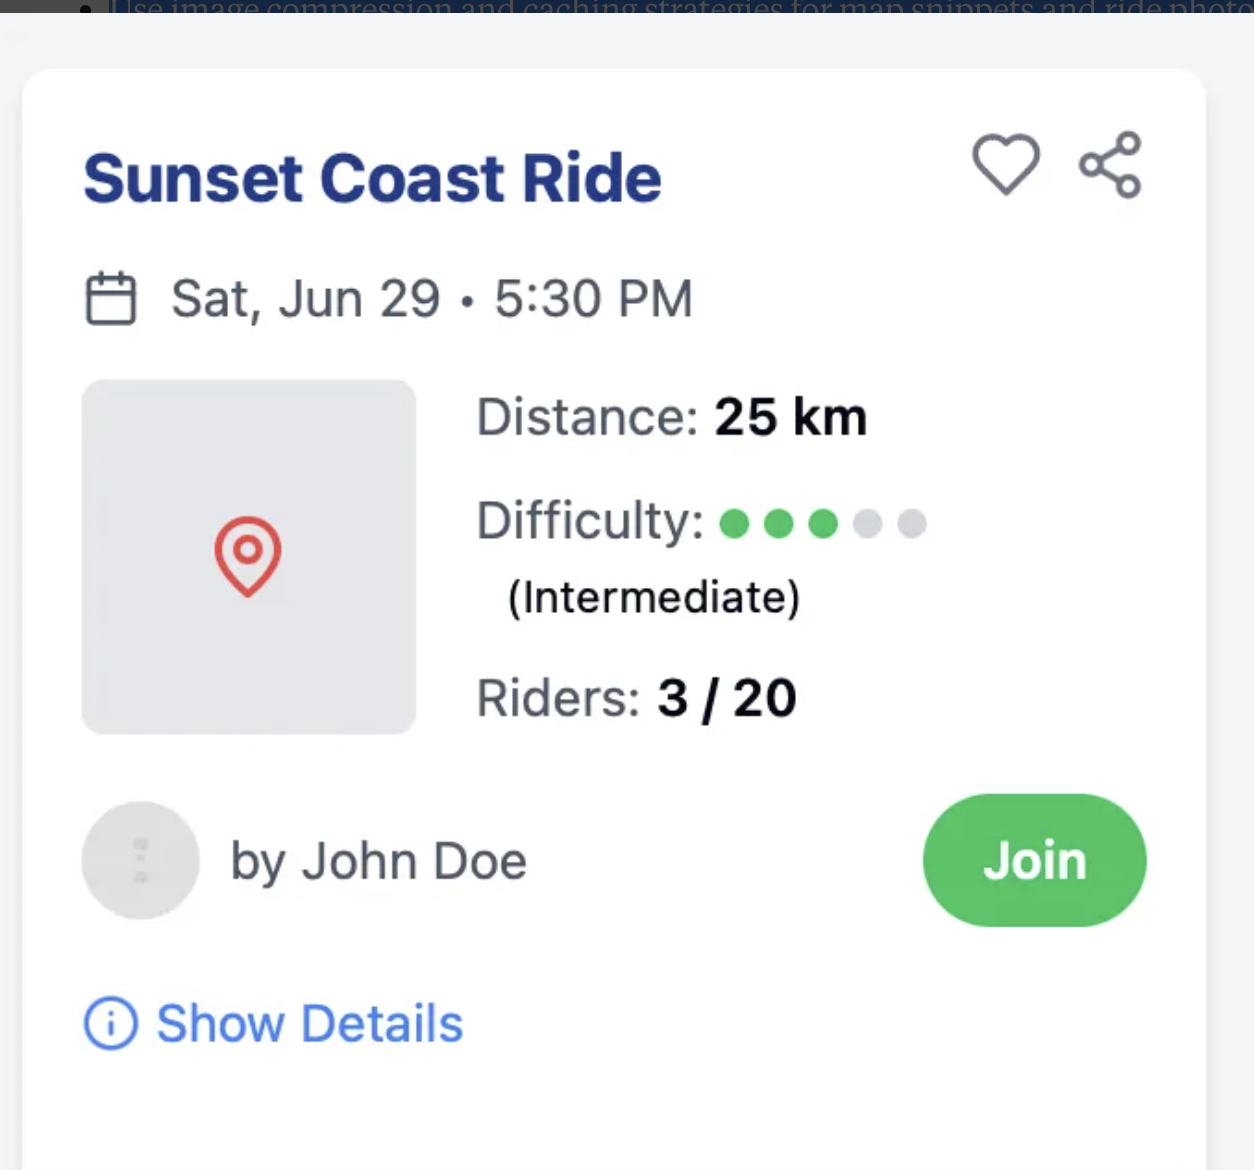 Use image compression and caching strategies for map snippets and ride photo
Sunset Coast Ride
Sat, Jun 29 • 5:30 PM
Distance: 25 km
Difficulty:
(Intermediate)
Riders: 3 / 20
by John Doe
Join
Show Details